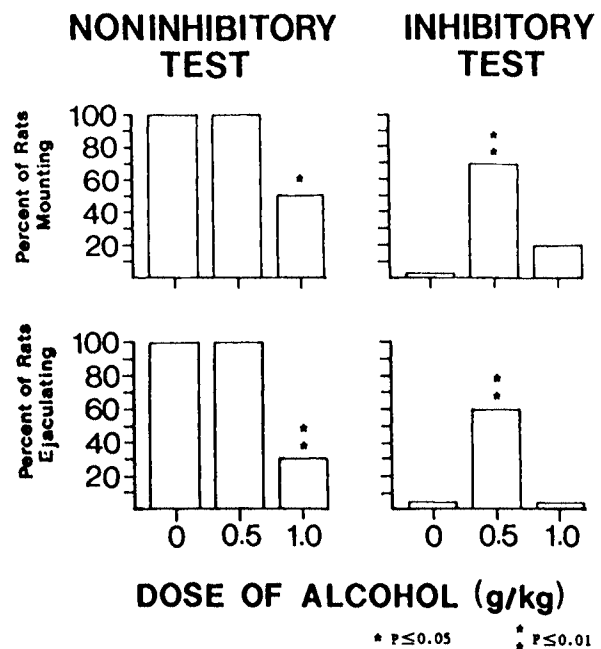 NONINHIBITORY TEST
INHIBITORY TEST
Percent of Rats Mounting
100
80
60
40
20
*
* *
Percent of Rats Ejaculating
100
80
60
40
20
* *
* *
0 0.5 1.0
0 0.5 1.0
DOSE OF ALCOHOL (g/kg)
* P≤0.05 * * P≤0.01